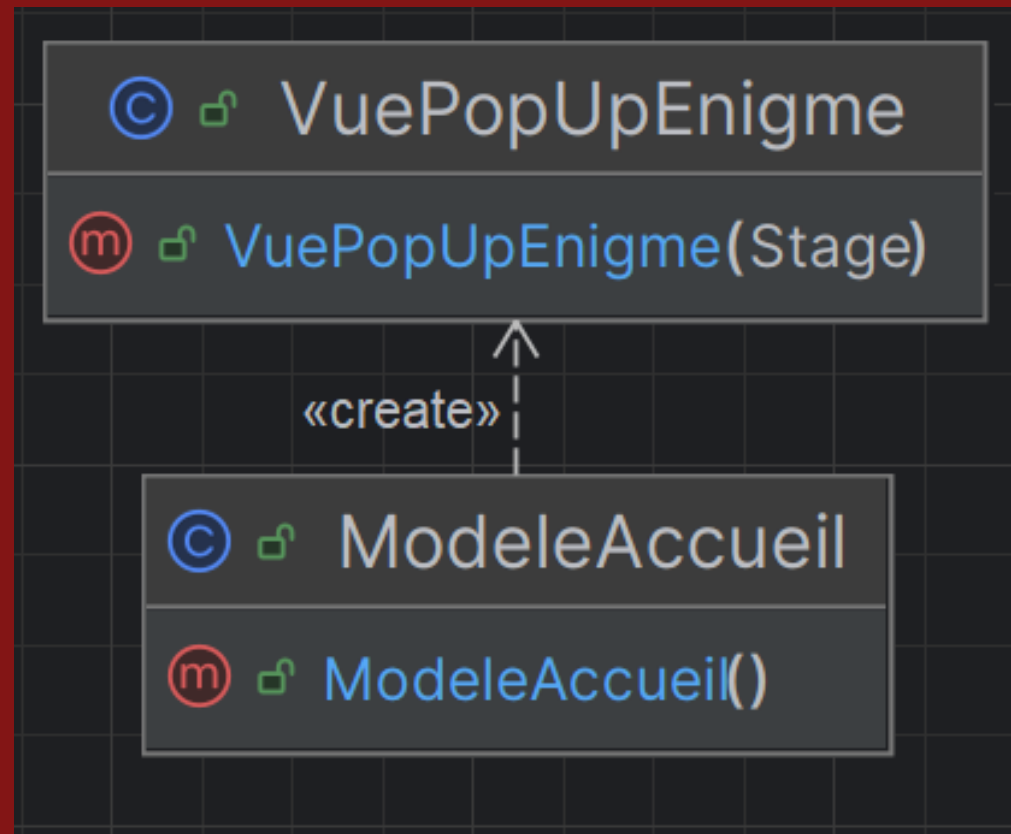 C VuePopUpEnigme
m VuePopUpEnigme(Stage)
«create»
C ModeleAccueil
m ModeleAccueil()